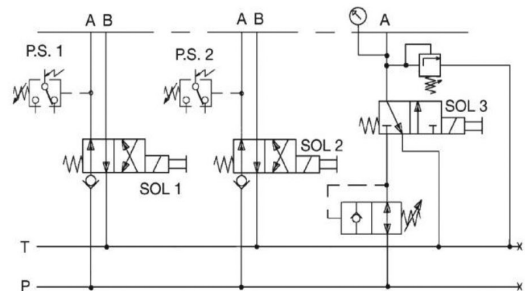 A B
A B
A
P.S. 1
P.S. 2
SOL 3
SOL 2
SOL 1
T
P